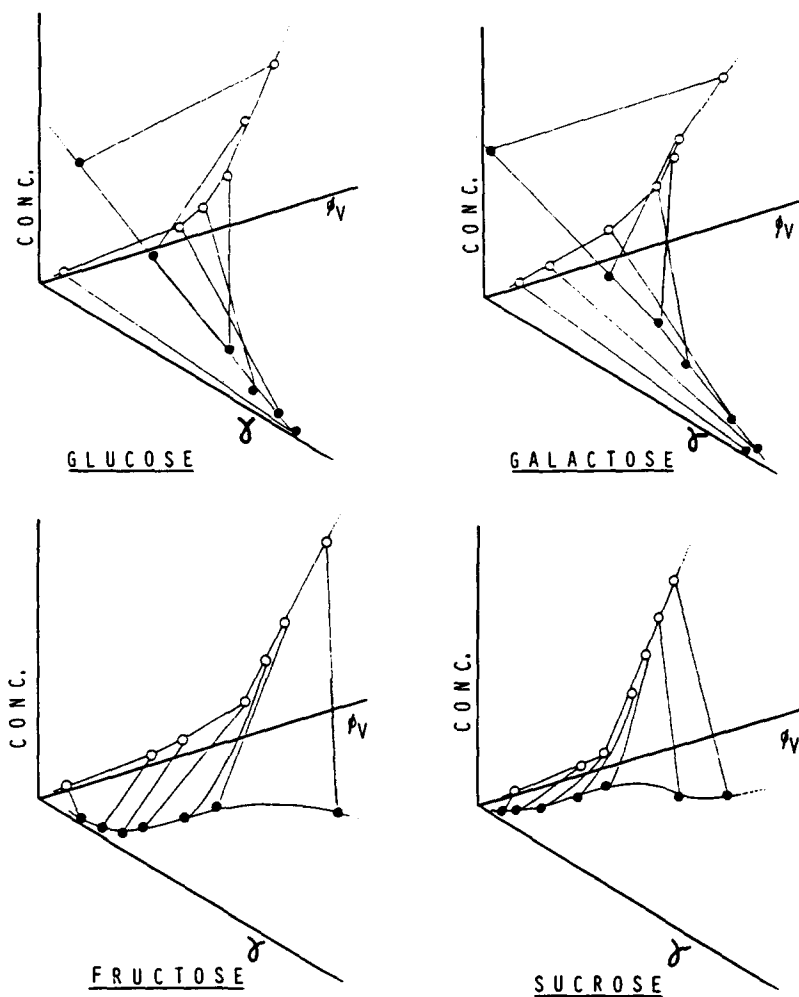 CONC.
ϕV
γ
GLUCOSE
CONC.
ϕV
γ
GALACTOSE
CONC.
ϕV
γ
FRUCTOSE
CONC.
ϕV
γ
SUCROSE